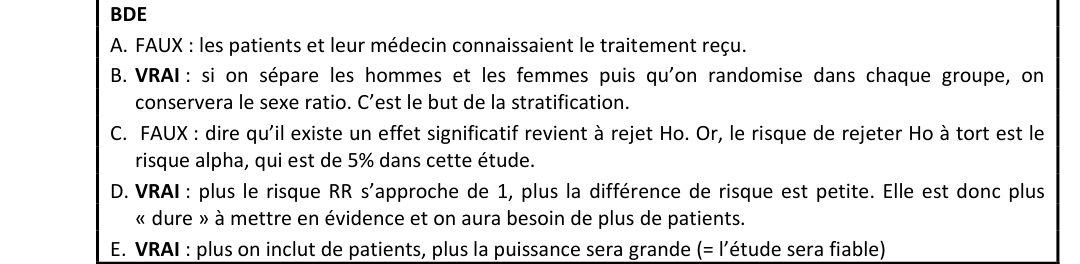 BDE
A. FAUX : les patients et leur médecin connaissaient le traitement reçu.
B. VRAI : si on sépare les hommes et les femmes puis qu’on randomise dans chaque groupe, on
conservera le sexe ratio. C’est le but de la stratification.
C. FAUX : dire qu’il existe un effet significatif revient à rejet Ho. Or, le risque de rejeter Ho à tort est le
risque alpha, qui est de 5% dans cette étude.
D. VRAI : plus le risque RR s’approche de 1, plus la différence de risque est petite. Elle est donc plus
« dure » à mettre en évidence et on aura besoin de plus de patients.
E. VRAI : plus on inclut de patients, plus la puissance sera grande (= l’étude sera fiable)